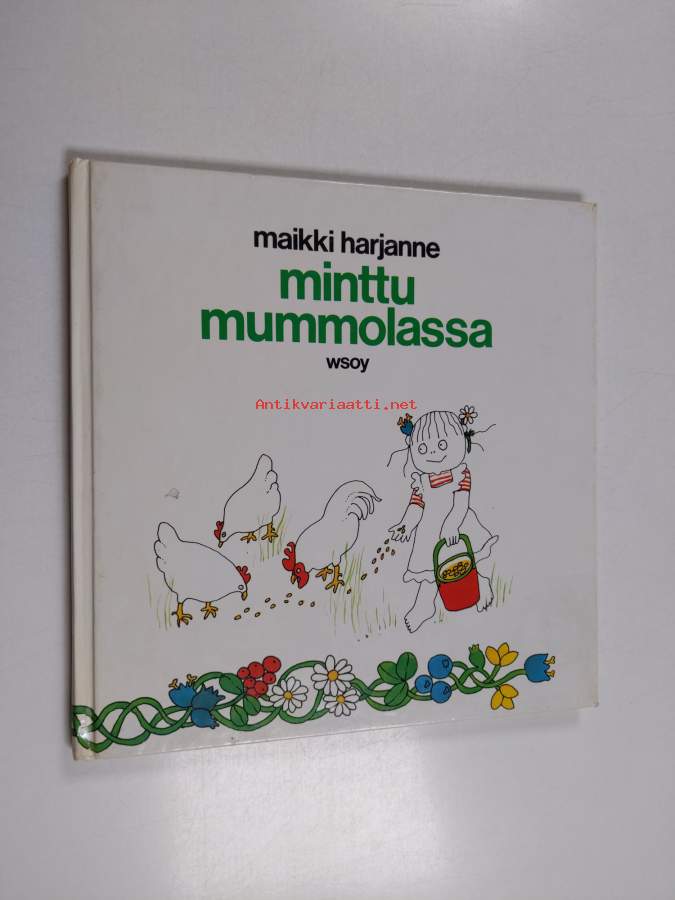 maikki harjanne
minttu
mummolassa
wsoy
Antikvariaatti.net